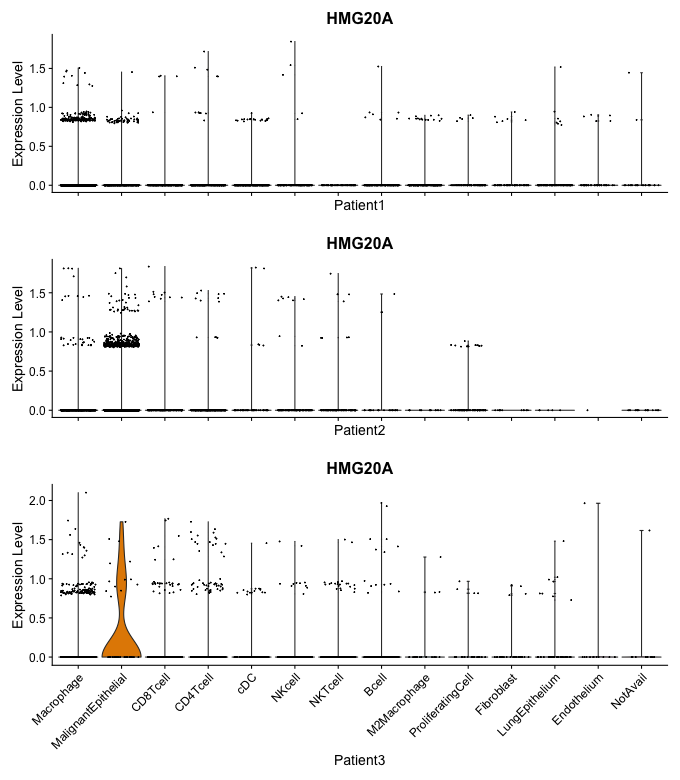 HMG20A
Expression Level
1.5
1.0
0.5
0.0
Patient1
HMG20A
Expression Level
1.5
1.0
0.5
0.0
Patient2
HMG20A
Expression Level
2.0
1.5
1.0
0.5
0.0
Macrophage
MalignantEpithelial
CD8Tcell
CD4Tcell
cDC
NKcell
NKTcell
Bcell
M2Macrophage
ProliferatingCell
Fibroblast
LungEpithelium
Endothelium
NotAvail
Patient3